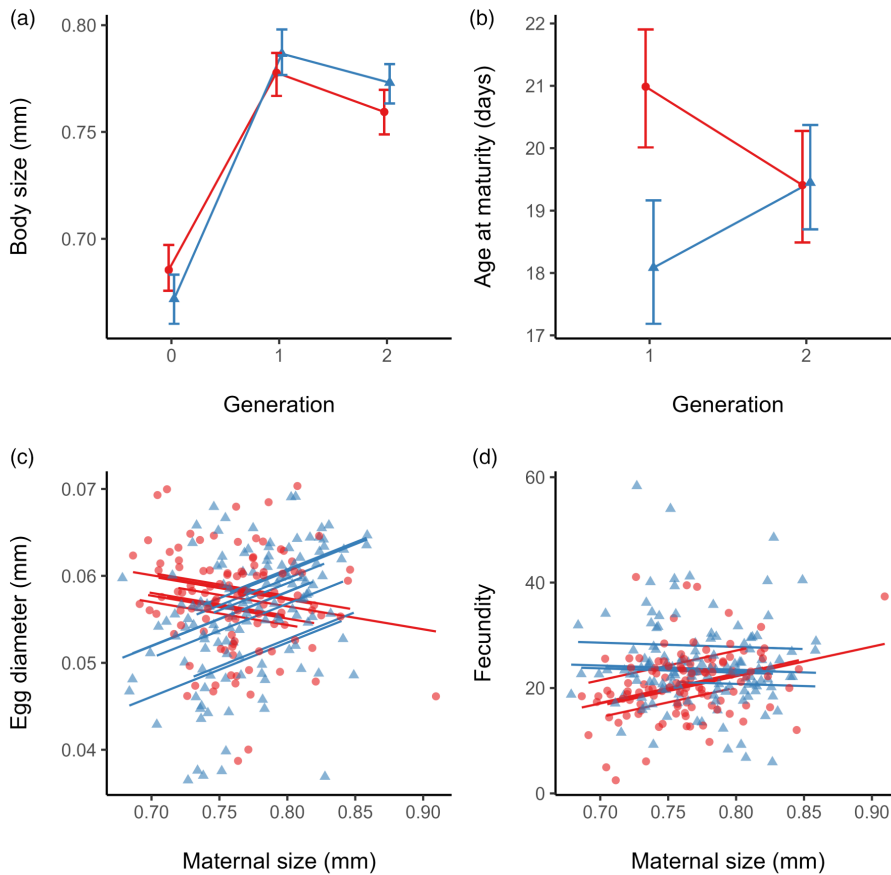 (a)
0.80
0.75
0.70
Body size (mm)
0
1
2
Generation
(b)
22
21
20
19
18
17
Age at maturity (days)
1
2
Generation
(c)
0.07
0.06
0.05
0.04
Egg diameter (mm)
0.70
0.75
0.80
0.85
0.90
Maternal size (mm)
(d)
60
40
20
0
Fecundity
0.70
0.75
0.80
0.85
0.90
Maternal size (mm)